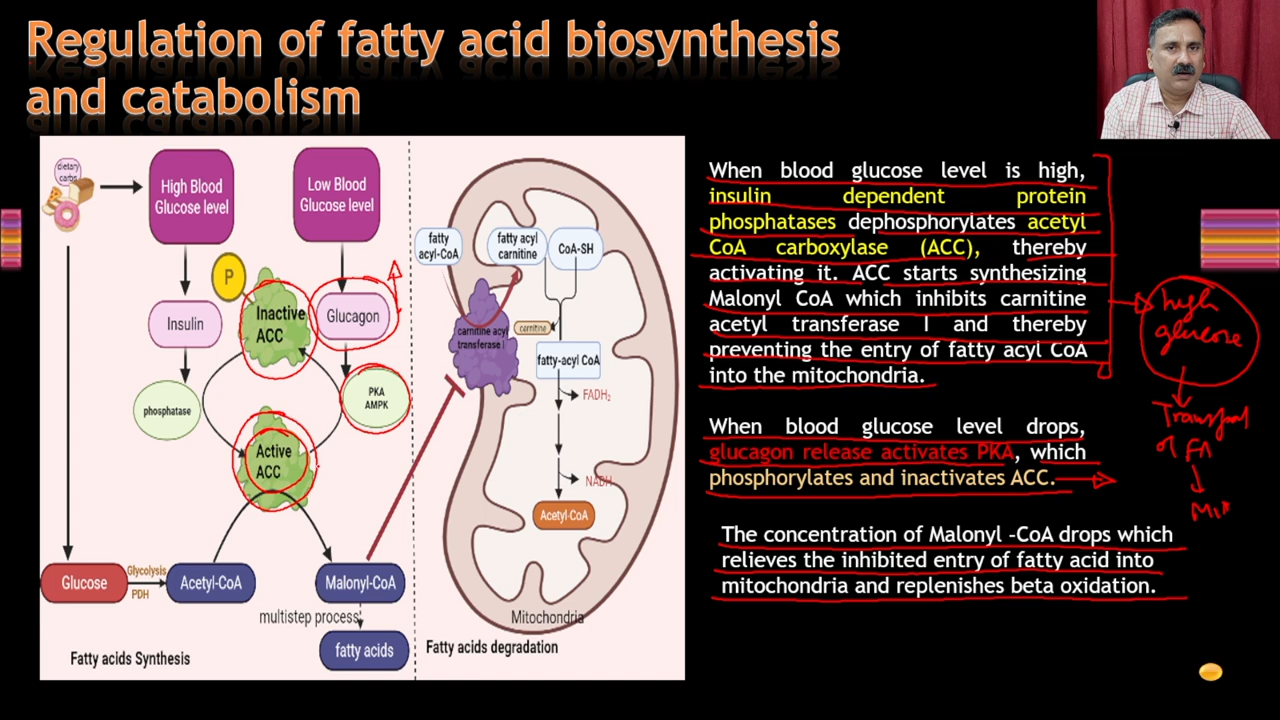 Regulation of fatty acid biosynthesis
and catabolism
dietary
carbs
High Blood
Glucose level
Low Blood
Glucose level
P
Inactive
ACC
Insulin
Glucagon
phosphatase
PKA
AMPK
Active
ACC
Glucose
Glycolysis
PDH
Acetyl-CoA
Malonyl-CoA
multistep process
fatty acids
Fatty acids Synthesis
fatty
acyl-CoA
fatty acyl
carnitine
CoA-SH
carnitine acyl
transferase I
carnitine
fatty-acyl CoA
FADH₂
NADH
Acetyl-CoA
Mitochondria
Fatty acids degradation
When blood glucose level is high,
insulin dependent protein
phosphatases dephosphorylates acetyl
CoA carboxylase (ACC), thereby
activating it. ACC starts synthesizing
Malonyl CoA which inhibits carnitine
acetyl transferase I and thereby
preventing the entry of fatty acyl CoA
into the mitochondria.
When blood glucose level drops,
glucagon release activates PKA, which
phosphorylates and inactivates ACC.
The concentration of Malonyl -CoA drops which
relieves the inhibited entry of fatty acid into
mitochondria and replenishes beta oxidation.
high
glucose
of FA